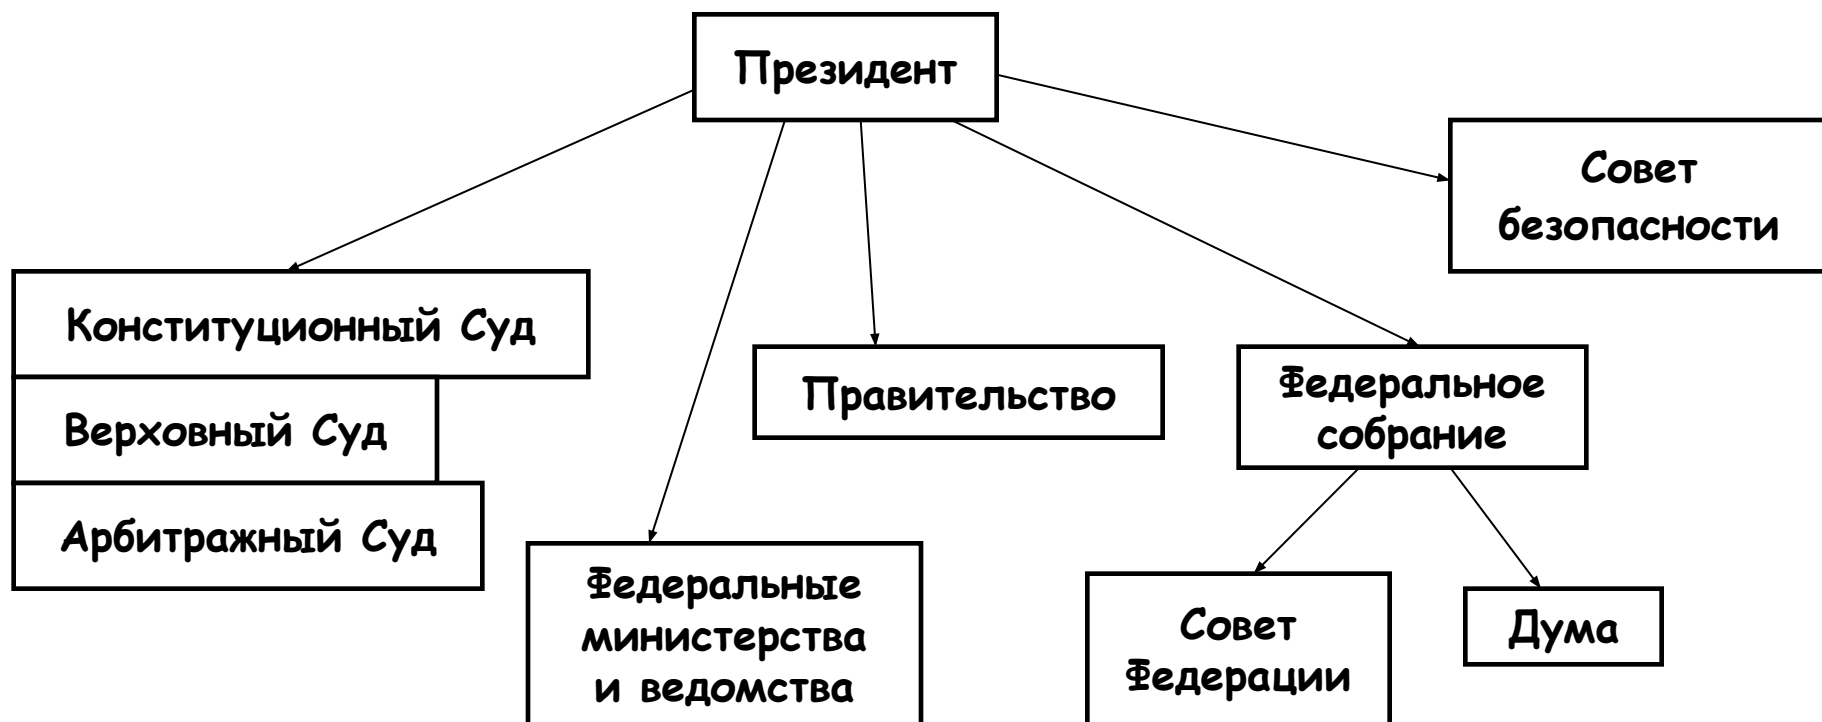 Президент
Совет
безопасности
Конституционный Суд
Верховный Суд
Арбитражный Суд
Правительство
Федеральное
собрание
Федеральные
министерства
и ведомства
Совет
Федерации
Дума